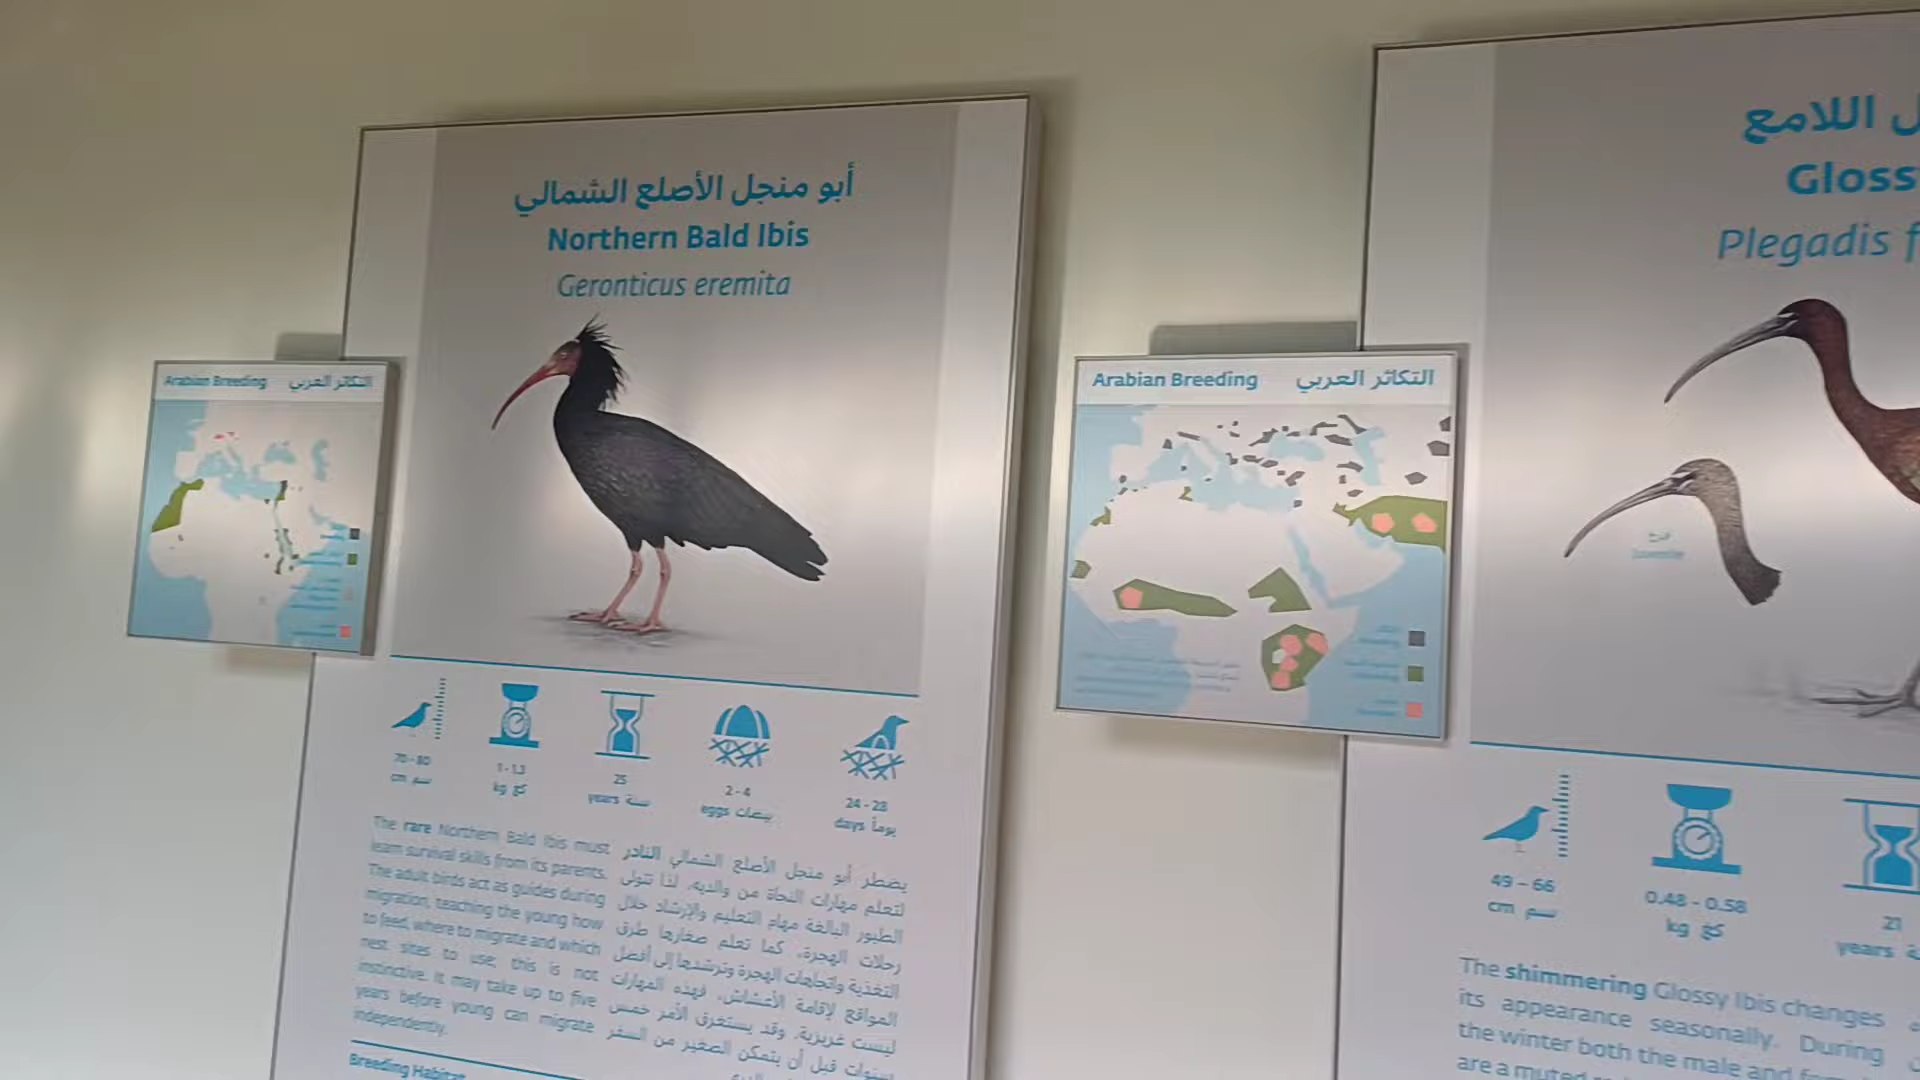 أبو منجل الأصلع الشمالي
Northern Bald Ibis
Geronticus eremita
Arabian Breeding التكاثر العربي
70 - 80
cm سم
1 - 1.3
kg كغ
25
years سنة
2 - 4
eggs بيضات
24 - 28
days يوماً
The rare Northern Bald Ibis must
learn survival skills from its parents.
The adult birds act as guides during
migration, teaching the young how
to feed, where to migrate and which
nest sites to use; this is not
instinctive. It may take up to five
years before young can migrate
independently.
يضطر أبو منجل الأصلع الشمالي النادر
لتعلم مهارات النجاة من والديه. لذا تتولى
الطيور البالغة مهام التعليم والإرشاد خلال
رحلات الهجرة، كما تعلم صغارها طرق
التغذية واتجاهات الهجرة وترشدها إلى أفضل
المواقع لإقامة الأعشاش، فهذه المهارات
ليست غريزية. وقد يستغرق الأمر خمس
سنوات قبل أن يتمكن الصغير من السفر
Breeding Habitat
Arabian Breeding التكاثر العربي
اللامع
Gloss
Plegadis f
فرخ
Juvenile
49 – 66
cm سم
0.48 - 0.58
kg كغ
21
years
The shimmering Glossy Ibis changes
its appearance seasonally. During
the winter both the male and
are a muted